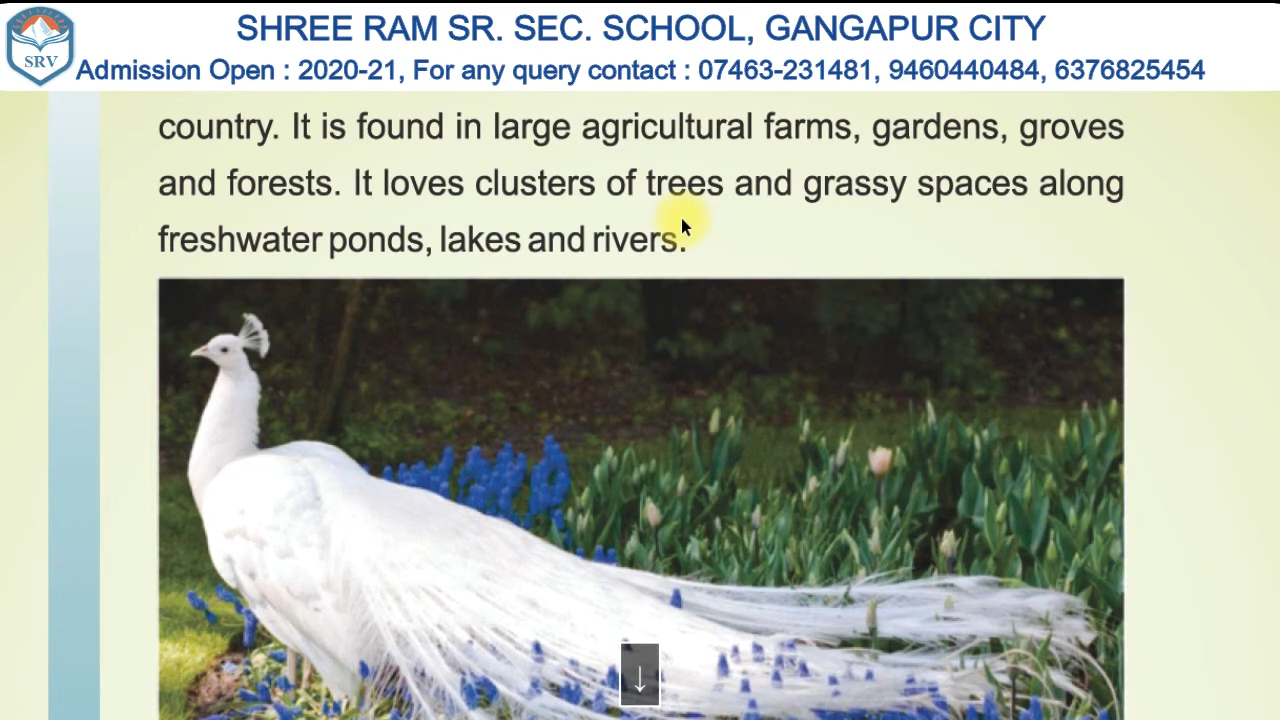 SHREE RAM SR. SEC. SCHOOL, GANGAPUR CITY
SRV
Admission Open : 2020-21, For any query contact : 07463-231481, 9460440484, 6376825454
country. It is found in large agricultural farms, gardens, groves
and forests. It loves clusters of trees and grassy spaces along
freshwater ponds, lakes and rivers.